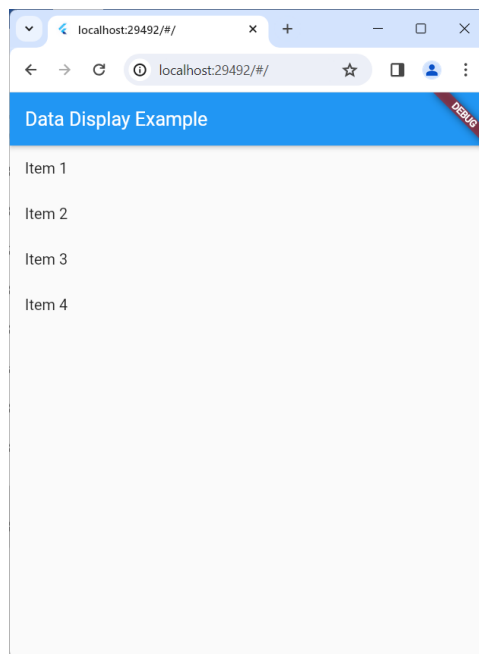 localhost:29492/#/
localhost:29492/#/
Data Display Example
DEBUG
Item 1
Item 2
Item 3
Item 4